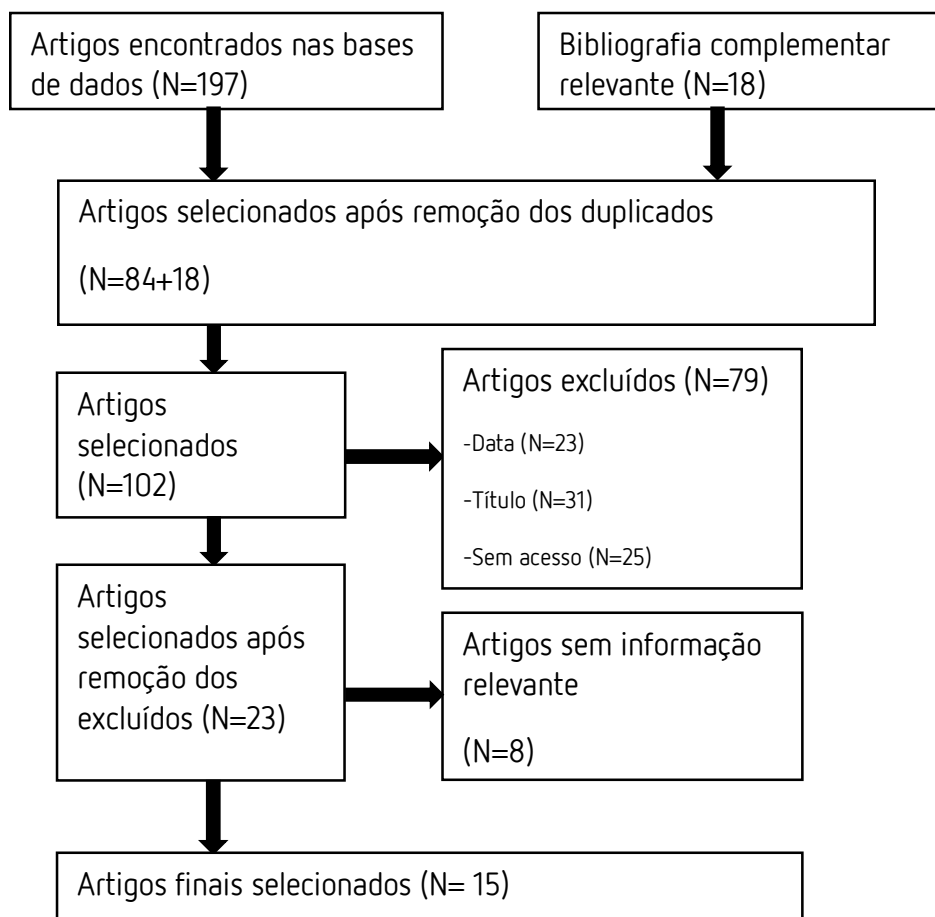 Artigos encontrados nas bases
de dados (N=197)
Bibliografia complementar
relevante (N=18)
Artigos selecionados após remoção dos duplicados
(N=84+18)
Artigos
selecionados
(N=102)
Artigos excluídos (N=79)
-Data (N=23)
-Título (N=31)
-Sem acesso (N=25)
Artigos
selecionados após
remoção dos
excluídos (N=23)
Artigos sem informação
relevante
(N=8)
Artigos finais selecionados (N= 15)